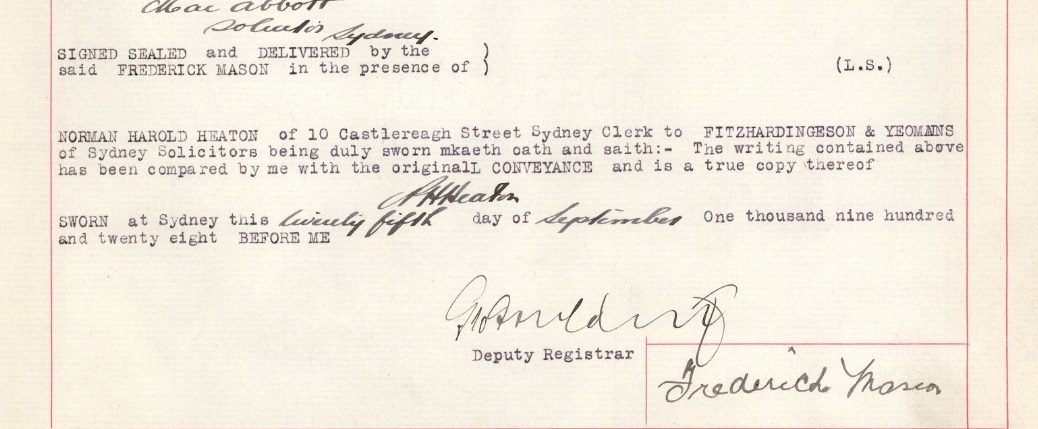 Mac Abbott
Solicitor Sydney.
SIGNED SEALED and DELIVERED by the )
said FREDERICK MASON in the presence of ) (L.S.)
NORMAN HAROLD HEATON of 10 Castlereagh Street Sydney Clerk to FITZHARDINGESON & YEOMANS
of Sydney Solicitors being duly sworn mkaeth oath and saith:- The writing contained above
has been compared by me with the originalL CONVEYANCE and is a true copy thereof
NHHeaton
SWORN at Sydney this twenty fifth day of September One thousand nine hundred
and twenty eight BEFORE ME
Deputy Registrar
Frederick Mason